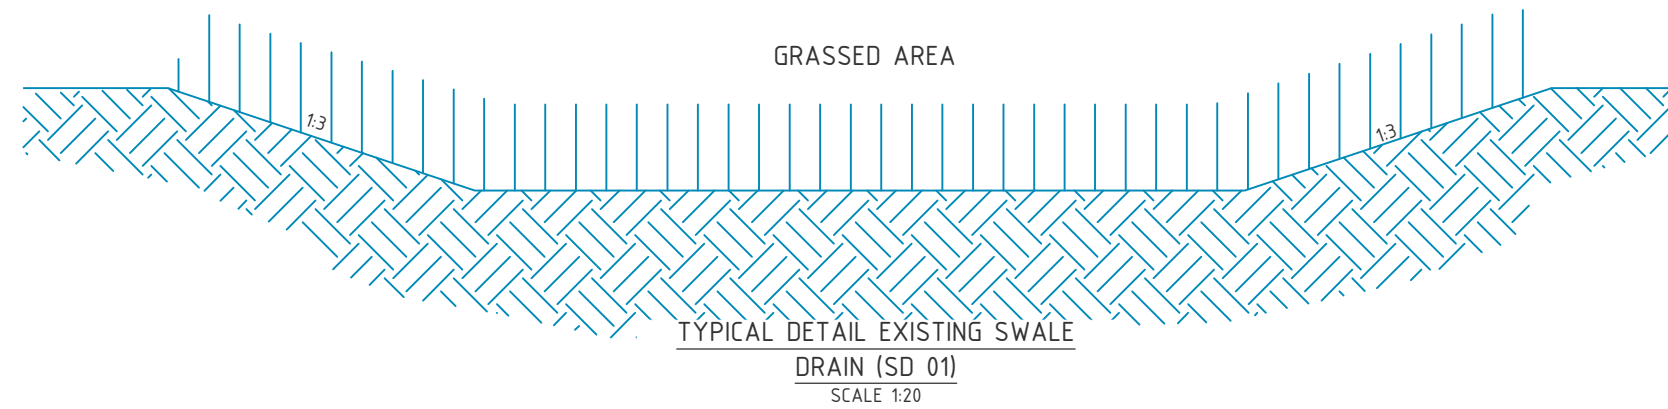 GRASSED AREA
1:3
1:3
TYPICAL DETAIL EXISTING SWALE
DRAIN (SD 01)
SCALE 1:20